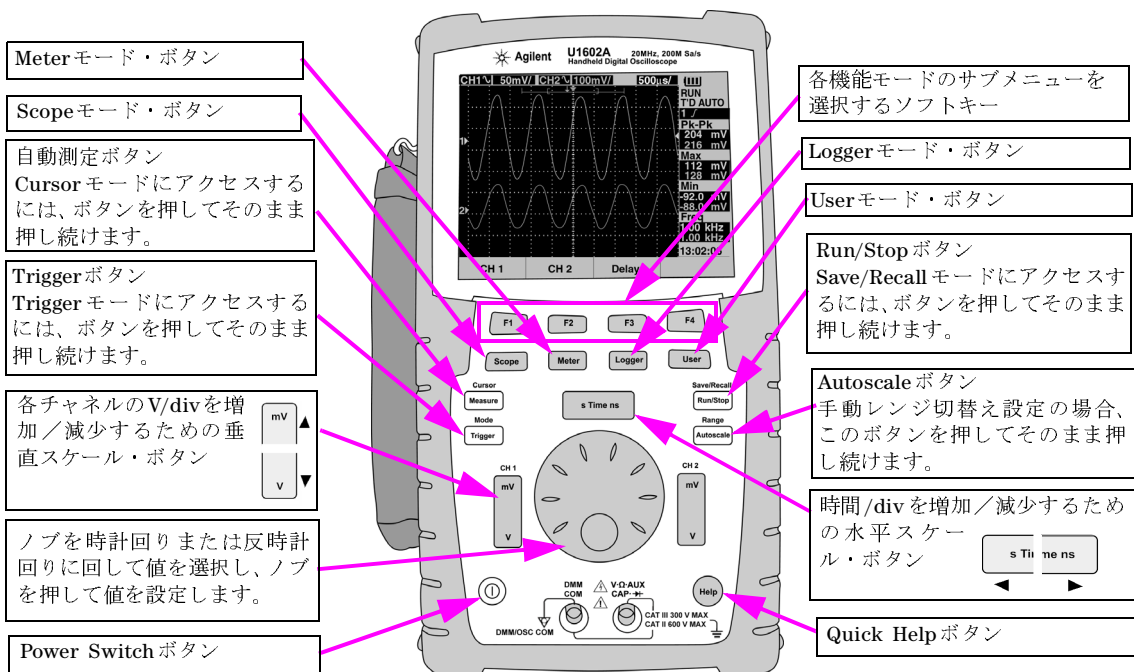 Meterモード・ボタン
Scopeモード・ボタン
自動測定ボタン
Cursorモードにアクセスする
には、ボタンを押してそのまま
押し続けます。
Triggerボタン
Triggerモードにアクセスする
には、ボタンを押してそのまま
押し続けます。
各チャネルのV/divを増
加／減少するための垂
直スケール・ボタン
mV
V
ノブを時計回りまたは反時計
回りに回して値を選択し、ノブ
を押して値を設定します。
Power Switchボタン
Agilent
U1602A
20MHz, 200M Sa/s
Handheld Digital Oscilloscope
CH1 50mV/ CH2 100mV/ 500us/
RUN
T'D AUTO
1
Pk-Pk
204 mV
216 mV
Max
112 mV
128 mV
Min
-92.0 mV
-88.0 mV
Freq
1.00 kHz
1.00 kHz
13:02:06
1
2
CH 1 CH 2 Delay
F1 F2 F3 F4
Scope Meter Logger User
Cursor
Measure
Mode
Trigger
s Time ns
Save/Recall
Run/Stop
Range
Autoscale
CH 1
mV
V
CH 2
mV
V
DMM
COM
V·Ω·AUX
CAP·
Help
CAT III 300 V MAX
CAT II 600 V MAX
DMM/OSC COM
各機能モードのサブメニューを
選択するソフトキー
Loggerモード・ボタン
Userモード・ボタン
Run/Stopボタン
Save/Recallモードにアクセスす
るには、ボタンを押してそのまま
押し続けます。
Autoscaleボタン
手動レンジ切替え設定の場合、
このボタンを押してそのまま押
し続けます。
時間/divを増加／減少するため
の水平スケー
ル・ボタン
s Time ns
Quick Helpボタン